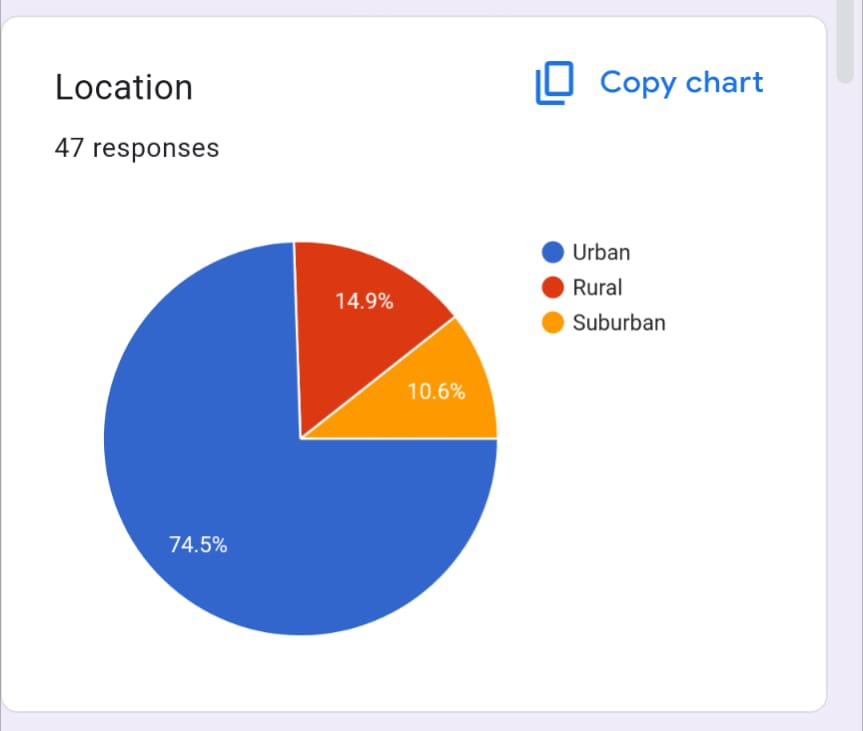 Location
Copy chart
47 responses
Urban
Rural
Suburban
14.9%
10.6%
74.5%